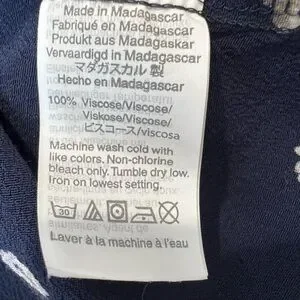 Made in Madagascar
Fabriqué en Madagascar
Produkt aus Madagaskar
Vervaardigd in Madagascar
マダガスカル 製
Hecho en Madagascar
100% Viscose/Viscose/
Viskose/Viscose/
ビスコース/viscosa
Machine wash cold with
like colors. Non-chlorine
bleach only. Tumble dry low.
Iron on lowest setting.
30
Laver à la machine à l'eau